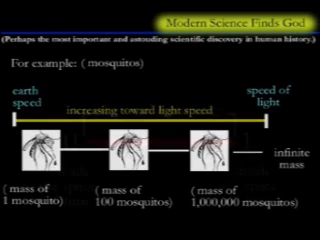 Modern Science Finds God
(Perhaps the most important and astouding scientific discovery in human history.)
For example: ( mosquitos)
earth speed
speed of light
increasing toward light speed
infinite mass
( mass of 1 mosquito)
( mass of 100 mosquitos)
( mass of 1,000,000 mosquitos)